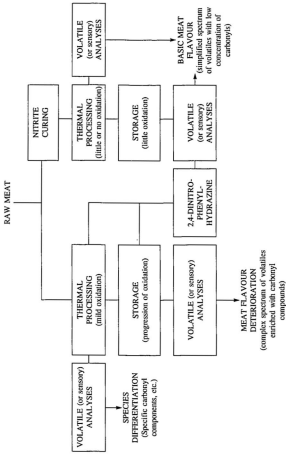 RAW MEAT
NITRITE
CURING
THERMAL
PROCESSING
(mild oxidation)
THERMAL
PROCESSING
(little or no oxidation)
VOLATILE (or sensory)
ANALYSES
VOLATILE
(or sensory)
ANALYSES
STORAGE
(progression of oxidation)
STORAGE
(little oxidation)
SPECIES
DIFFERENTIATION
(Specific carbonyl
components, etc.)
VOLATILE (or sensory)
ANALYSES
2,4-DINITRO-
PHENYL-
HYDRAZINE
VOLATILE
(or sensory)
ANALYSES
BASIC MEAT
FLAVOUR
(simplified spectrum
of volatiles with low
concentration of
carbonyls)
MEAT FLAVOUR
DETERIORATION
(complex spectrum of volatiles
enriched with carbonyl
compounds)